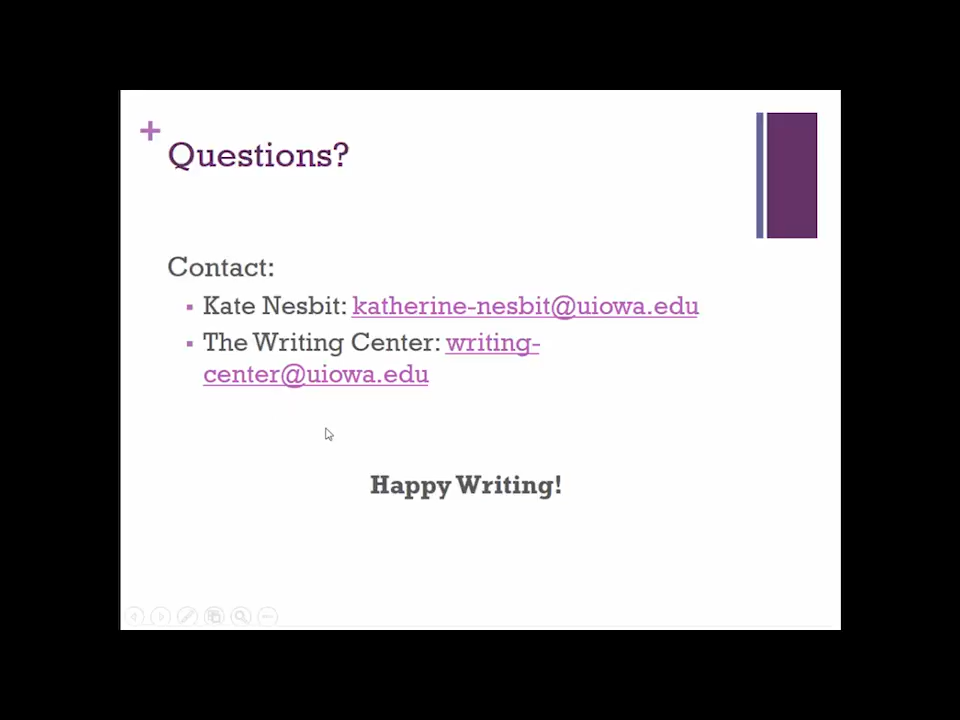 +
Questions?
Contact:
▪ Kate Nesbit: katherine-nesbit@uiowa.edu
▪ The Writing Center: writing-
center@uiowa.edu
Happy Writing!